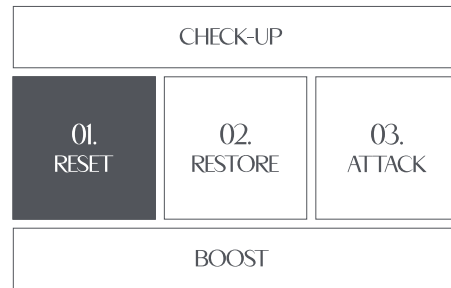 CHECK-UP
01.
RESET
02.
RESTORE
03.
ATTACK
BOOST